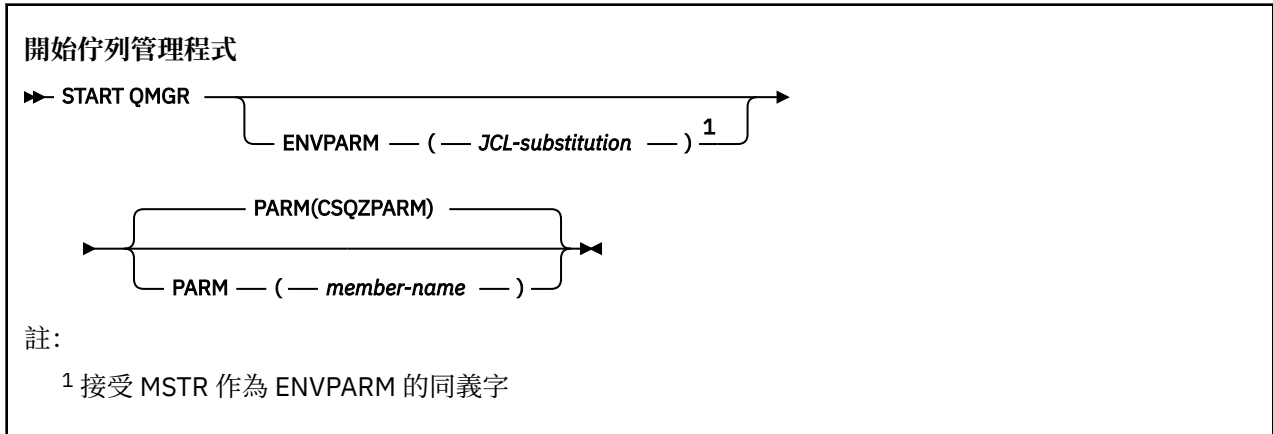 開始佇列管理程式
START QMGR
ENVPARM ( JCL-substitution ) 1
PARM(CSQZPARM)
PARM ( member-name )
註：
1 接受 MSTR 作為 ENVPARM 的同義字